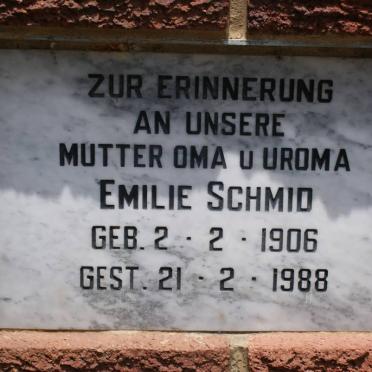 ZUR ERINNERUNG
AN UNSERE
MUTTER OMA U UROMA
EMILIE SCHMID
GEB. 2 - 2 - 1906
GEST. 21 - 2 - 1988